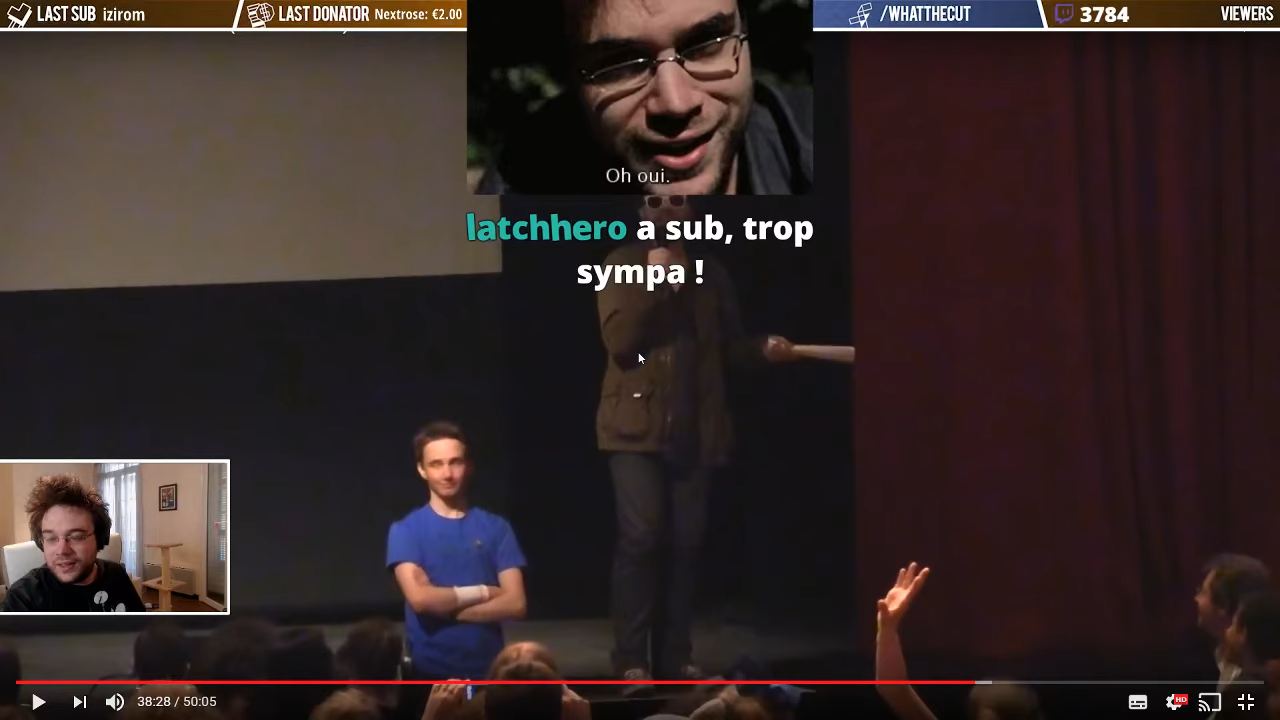 LAST SUB izirom
LAST DONATOR Nextrose: €2.00
/WHATTHECUT
3784
VIEWERS
Oh oui.
latchhero a sub, trop
sympa !
38:28 / 50:05
HD